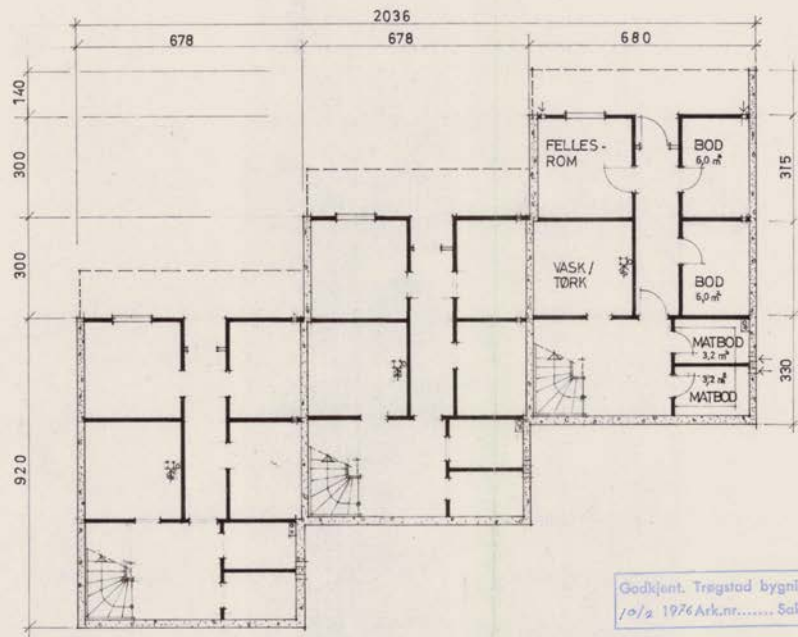 2036
678
678
680
140
300
300
920
315
330
FELLES-
ROM
BOD
6,0 m²
VASK/
TØRK
BOD
6,0 m²
MATBOD
3,2 m²
3,2 m²
MATBOD
Godkjent. Trøgstad bygni
10/2 1976 Ark.nr....... Sak